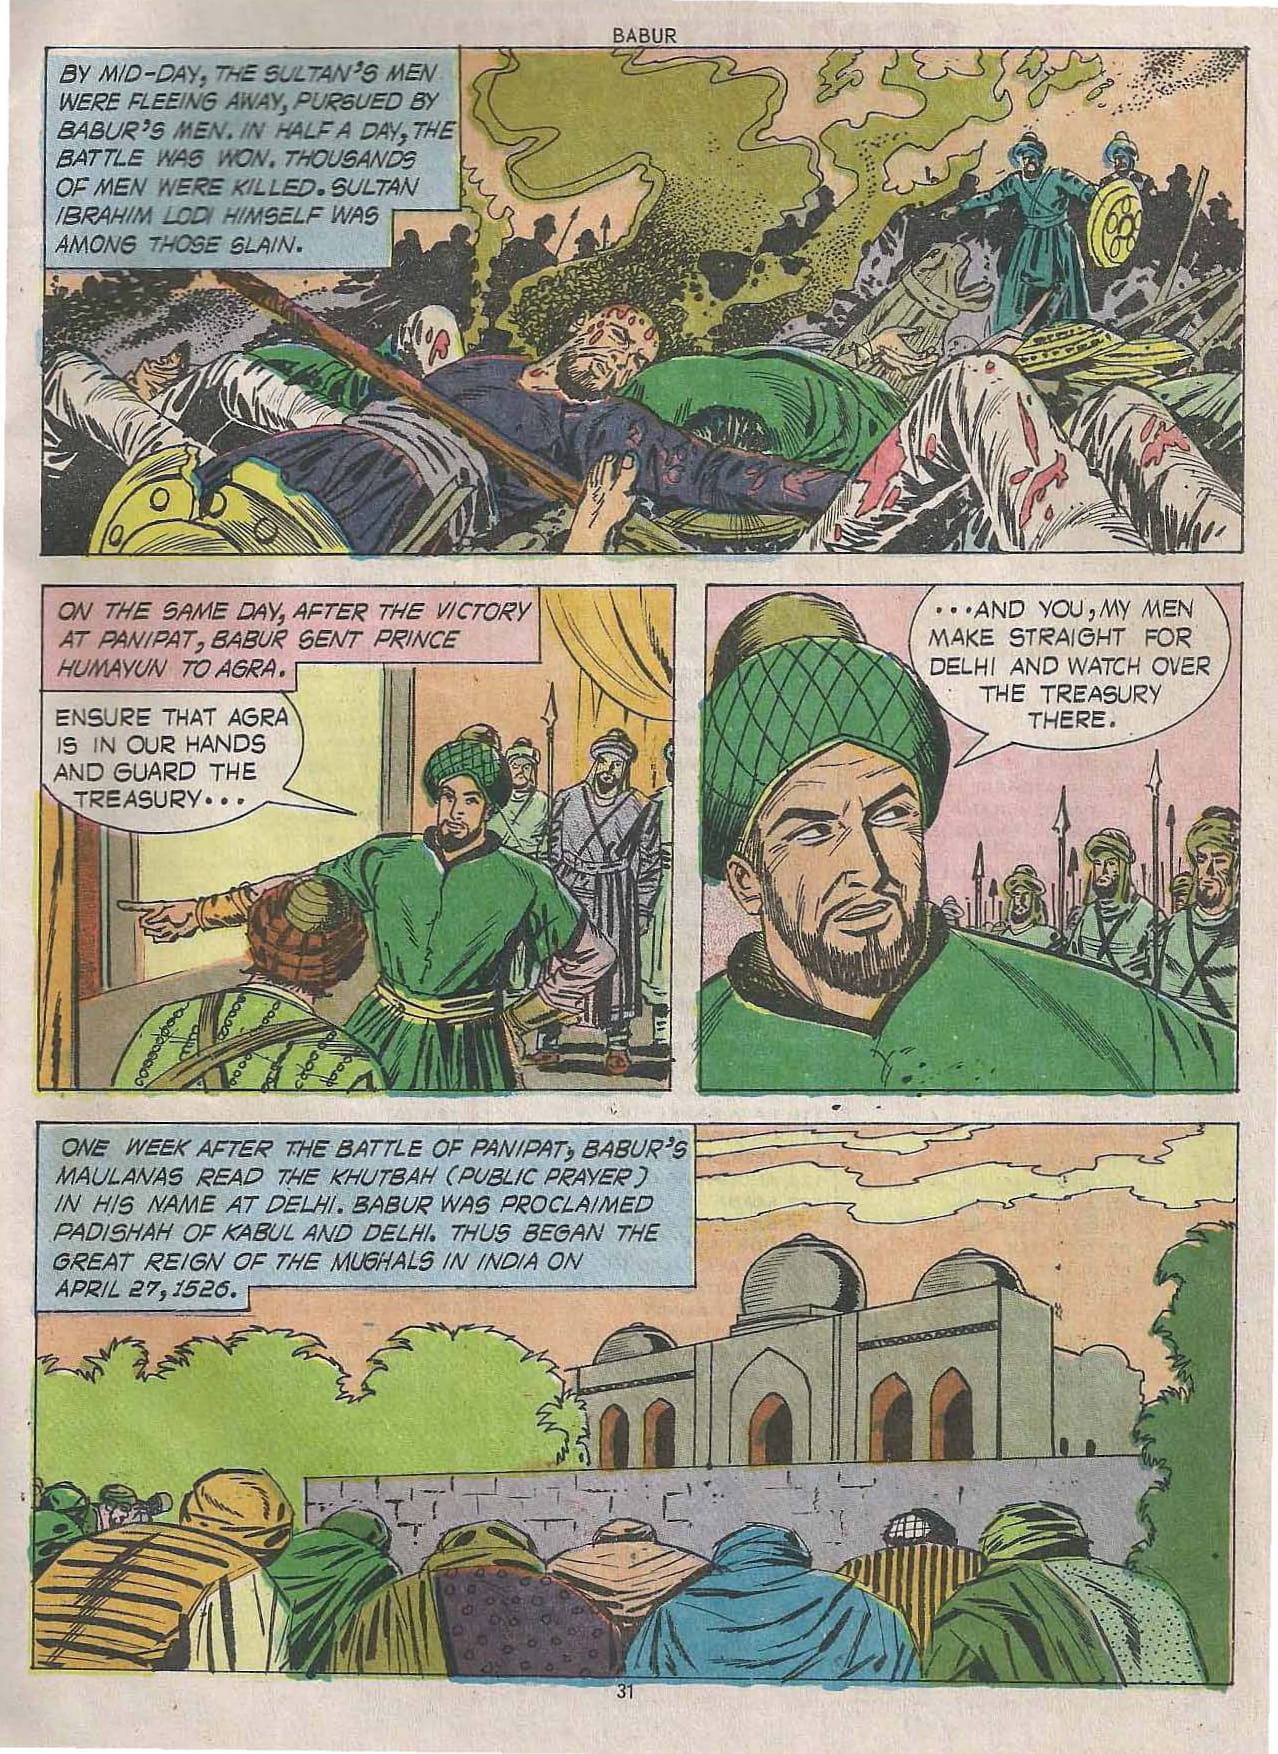 BABUR
BY MID-DAY, THE SULTAN'S MEN
WERE FLEEING AWAY, PURSUED BY
BABUR'S MEN. IN HALF A DAY, THE
BATTLE WAS WON. THOUSANDS
OF MEN WERE KILLED. SULTAN
IBRAHIM LODI HIMSELF WAS
AMONG THOSE SLAIN.
ON THE SAME DAY, AFTER THE VICTORY
AT PANIPAT, BABUR SENT PRINCE
HUMAYUN TO AGRA.
ENSURE THAT AGRA
IS IN OUR HANDS
AND GUARD THE
TREASURY...
...AND YOU, MY MEN
MAKE STRAIGHT FOR
DELHI AND WATCH OVER
THE TREASURY
THERE.
ONE WEEK AFTER THE BATTLE OF PANIPAT, BABUR'S
MAULANAS READ THE KHUTBAH (PUBLIC PRAYER)
IN HIS NAME AT DELHI. BABUR WAS PROCLAIMED
PADISHAH OF KABUL AND DELHI. THUS BEGAN THE
GREAT REIGN OF THE MUGHALS IN INDIA ON
APRIL 27, 1526.
31